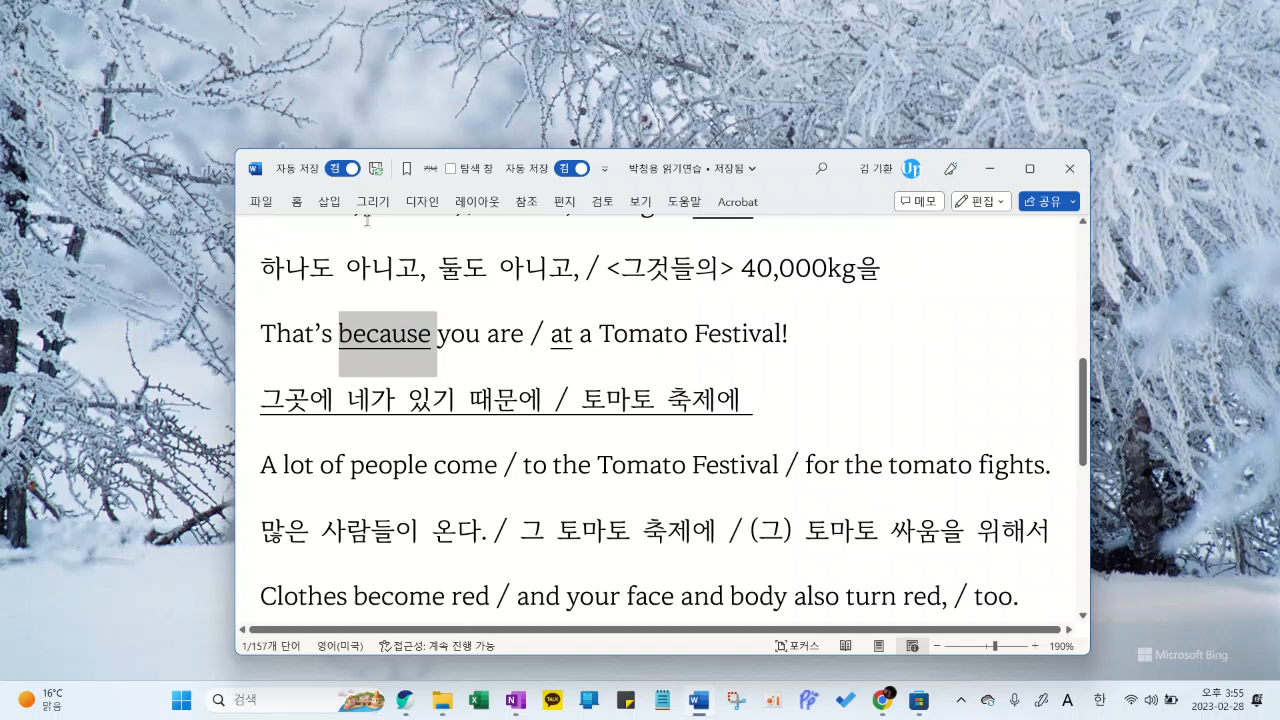 자동 저장 켬 탐색 창 자동 저장 켬 박청용 읽기연습 • 저장됨 김 기환 Up
파일 홈 삽입 그리기 디자인 레이아웃 참조 편지 검토 보기 도움말 Acrobat 메모 편집 공유
하나도 아니고, 둘도 아니고, / <그것들의> 40,000kg을
That’s because you are / at a Tomato Festival!
그곳에 네가 있기 때문에 / 토마토 축제에
A lot of people come / to the Tomato Festival / for the tomato fights.
많은 사람들이 온다. / 그 토마토 축제에 / (그) 토마토 싸움을 위해서
Clothes become red / and your face and body also turn red, / too.
1/157개 단어 영어(미국) 접근성: 계속 진행 가능 포커스 190%
Microsoft Bing
16°C
맑음
검색
TALK
A 한
오후 3:55
2023-02-28